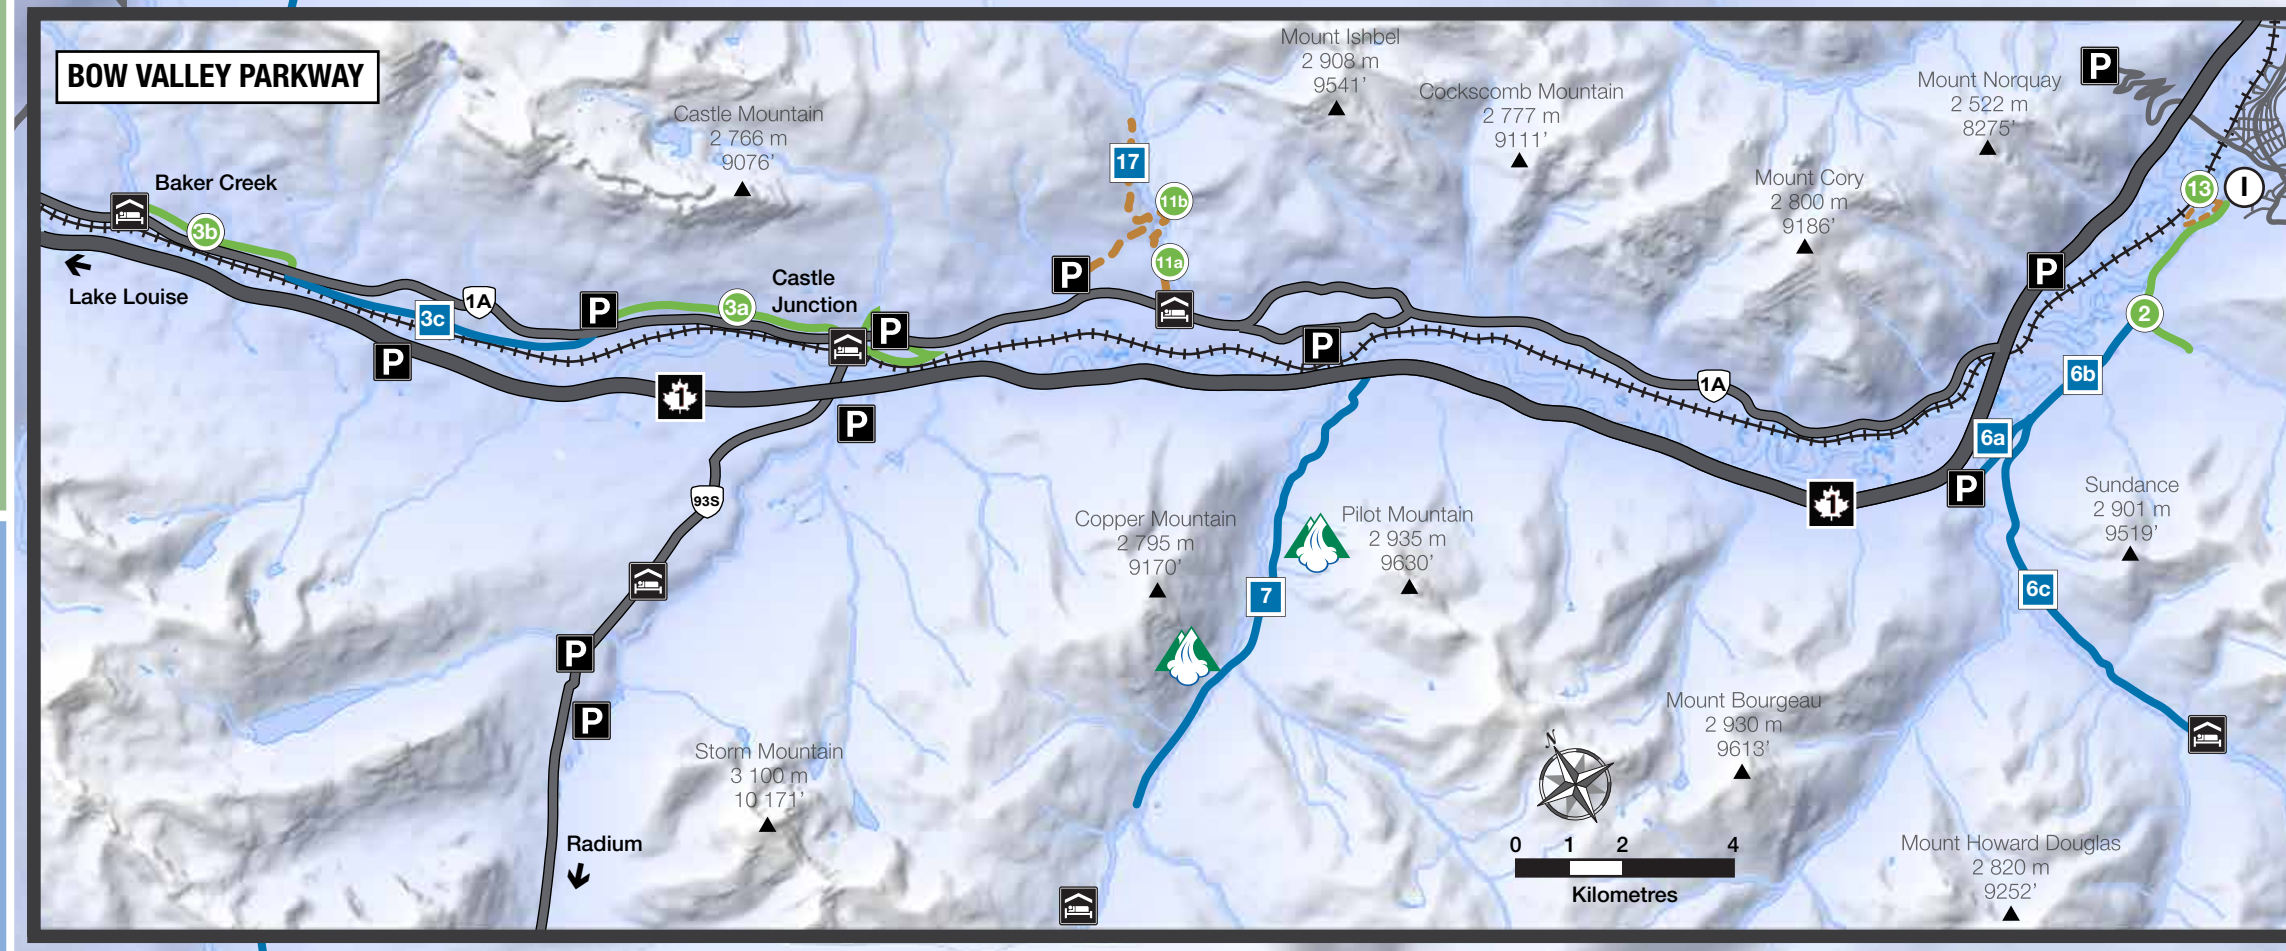 BOW VALLEY PARKWAY
Mount Ishbel
2 908 m
9541’
Cockscomb Mountain
2 777 m
9111’
Mount Norquay
2 522 m
8275’
P
Castle Mountain
2 766 m
9076’
17
Mount Cory
2 800 m
9186’
Baker Creek
3b
11b
13
I
Lake Louise
3c
1A
P
3a
Castle
Junction
P
P
11a
P
P
2
P
1
P
1A
6b
6a
P
1
93S
Copper Mountain
2 795 m
9170’
Pilot Mountain
2 935 m
9630’
7
Sundance
2 901 m
9519’
6c
P
P
Storm Mountain
3 100 m
10 171’
Mount Bourgeau
2 930 m
9613’
N
Radium
0 1 2 4
Kilometres
Mount Howard Douglas
2 820 m
9252’